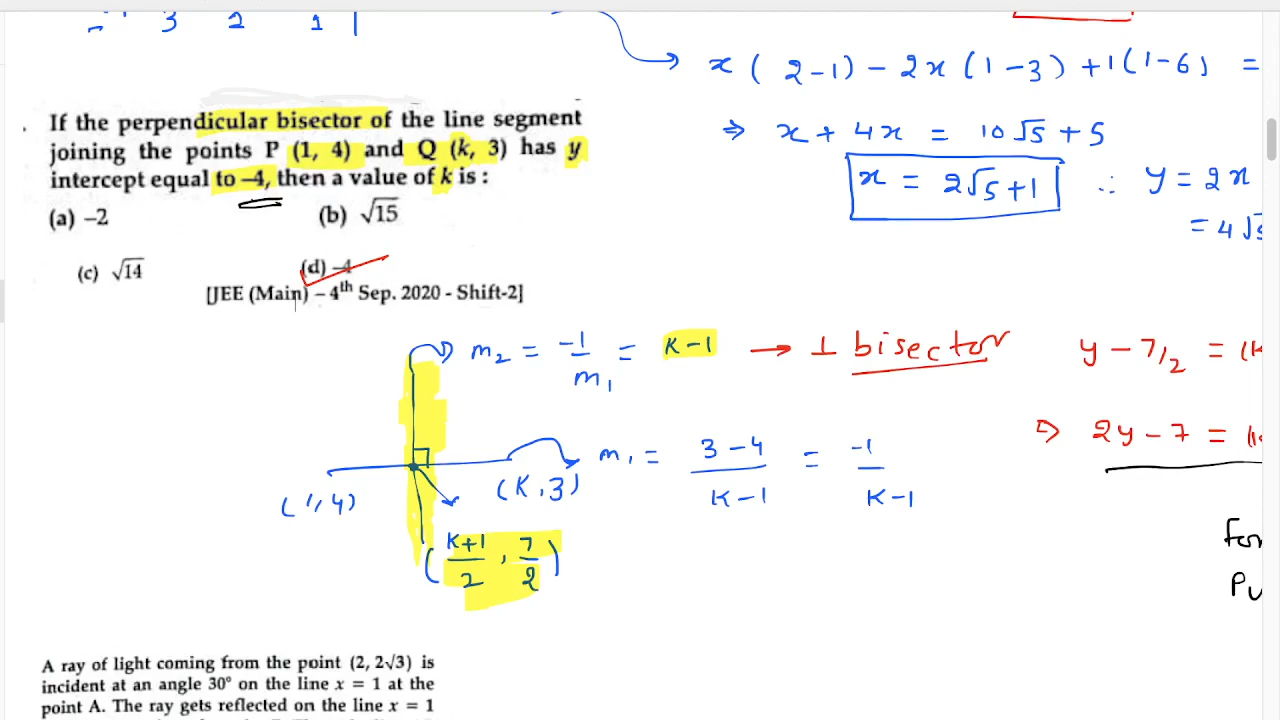 3 2 1
x ( 2-1) - 2x (1-3) + 1 (1-6) =
⇒ x + 4x = 10√5 + 5
x = 2√5 + 1 ∴ y = 2x
= 4√5
If the perpendicular bisector of the line segment
joining the points P (1, 4) and Q (k, 3) has y
intercept equal to –4, then a value of k is :
(a) –2 (b) √15
(c) √14 (d) –4
[JEE (Main) – 4th Sep. 2020 - Shift-2]
m₂ = -1/m₁ = K-1 → ⊥ bisector
y - 7/2 = (K
⇒ 2y - 7 =
m₁ = 3-4/K-1 = -1/K-1
(1,4) (K,3)
(K+1/2 , 7/2)
For
Pu
A ray of light coming from the point (2, 2√3) is
incident at an angle 30° on the line x = 1 at the
point A. The ray gets reflected on the line x = 1